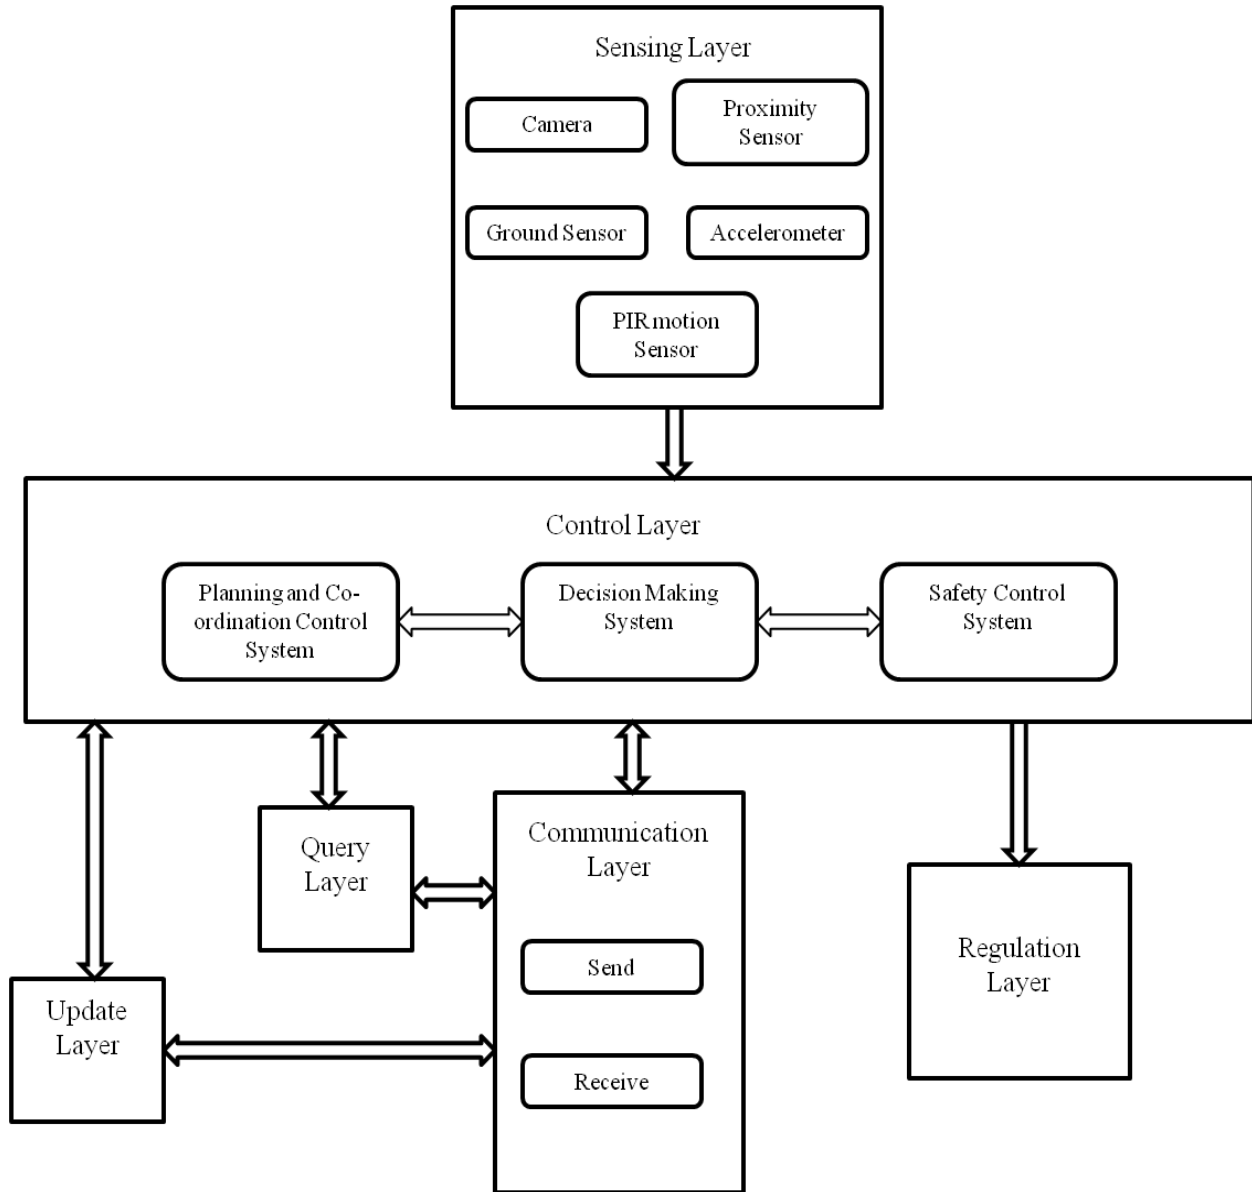 Sensing Layer
Camera
Proximity
Sensor
Ground Sensor
Accelerometer
PIR motion
Sensor
Control Layer
Planning and Co-
ordination Control
System
Decision Making
System
Safety Control
System
Query
Layer
Communication
Layer
Send
Receive
Update
Layer
Regulation
Layer